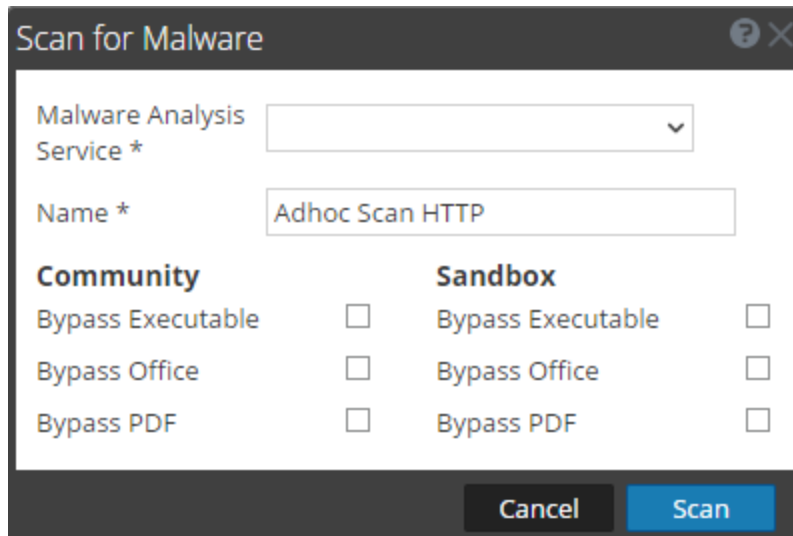 Scan for Malware
Malware Analysis
Service *
Name * Adhoc Scan HTTP
Community Sandbox
Bypass Executable Bypass Executable
Bypass Office Bypass Office
Bypass PDF Bypass PDF
Cancel Scan